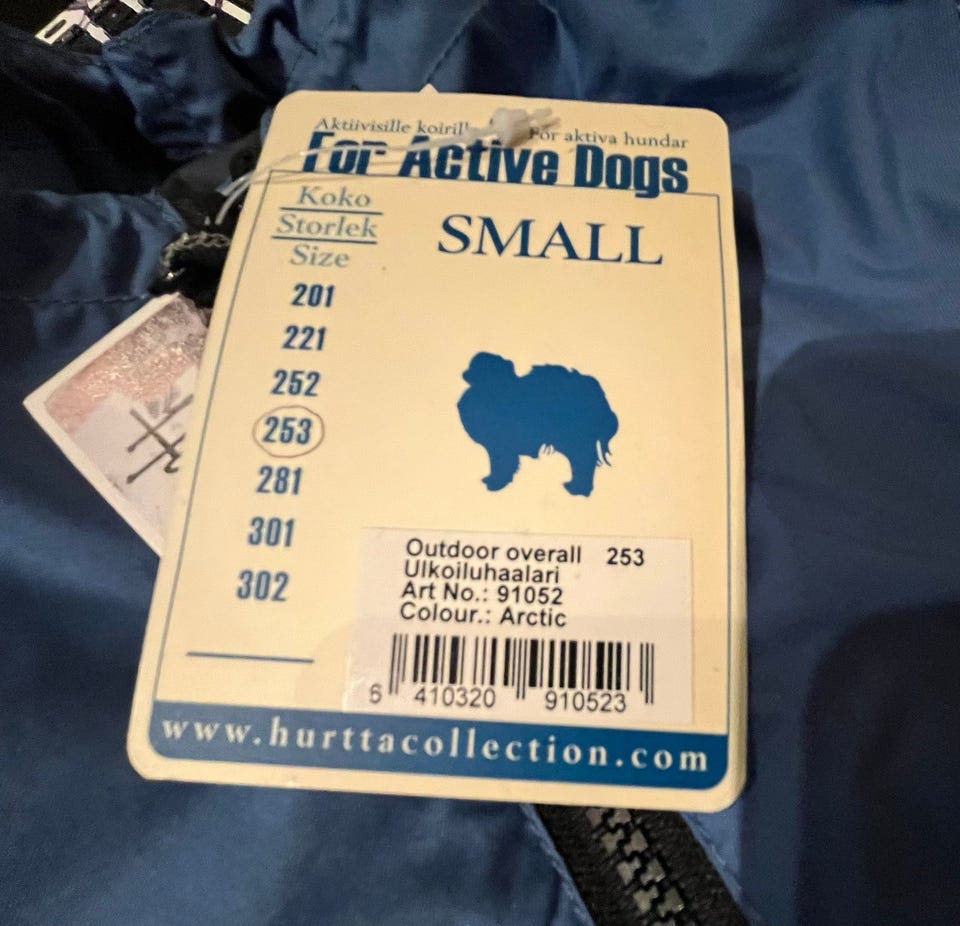 Aktiivisille koirille För aktiva hundar
For Active Dogs
Koko
Storlek
Size
SMALL
201
221
252
253
281
301
302
Outdoor overall 253
Ulkoiluhaalari
Art No.: 91052
Colour.: Arctic
6 410320 910523
www.hurttacollection.com